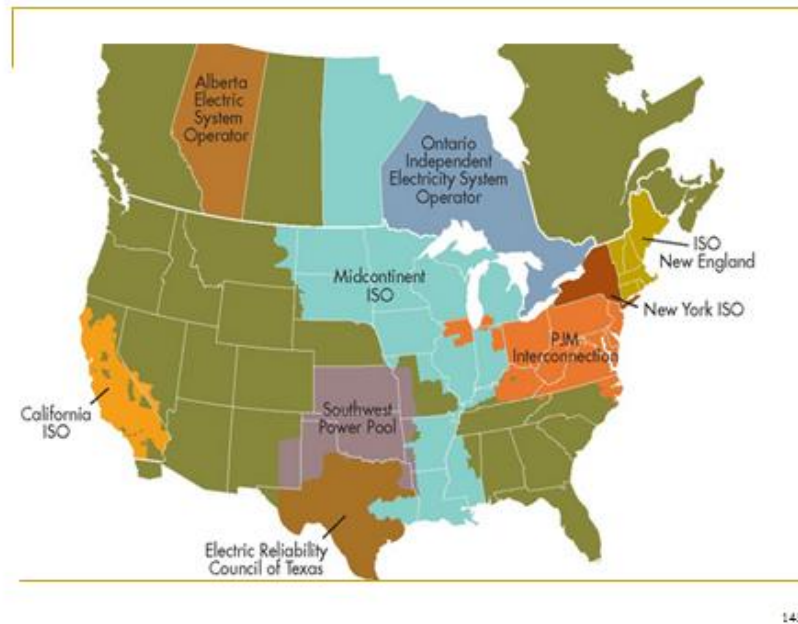 Alberta
Electric
System
Operator
Ontario
Independent
Electricity System
Operator
ISO
New England
Midcontinent
ISO
New York ISO
PJM
Interconnection
California
ISO
Southwest
Power Pool
Electric Reliability
Council of Texas